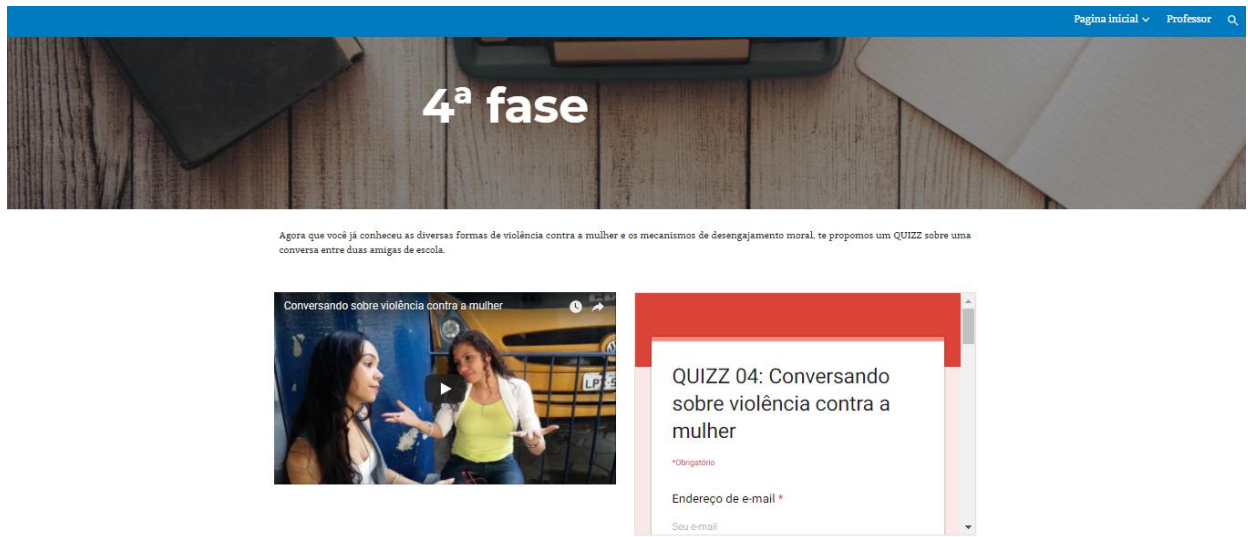 Pagina inicial Professor
4ª fase
Agora que você já conheceu as diversas formas de violência contra a mulher e os mecanismos de desengajamento moral, te propomos um QUIZZ sobre uma
conversa entre duas amigas de escola.
Conversando sobre violência contra a mulher
QUIZZ 04: Conversando
sobre violência contra a
mulher
*Obrigatório
Endereço de e-mail *
Seu e-mail